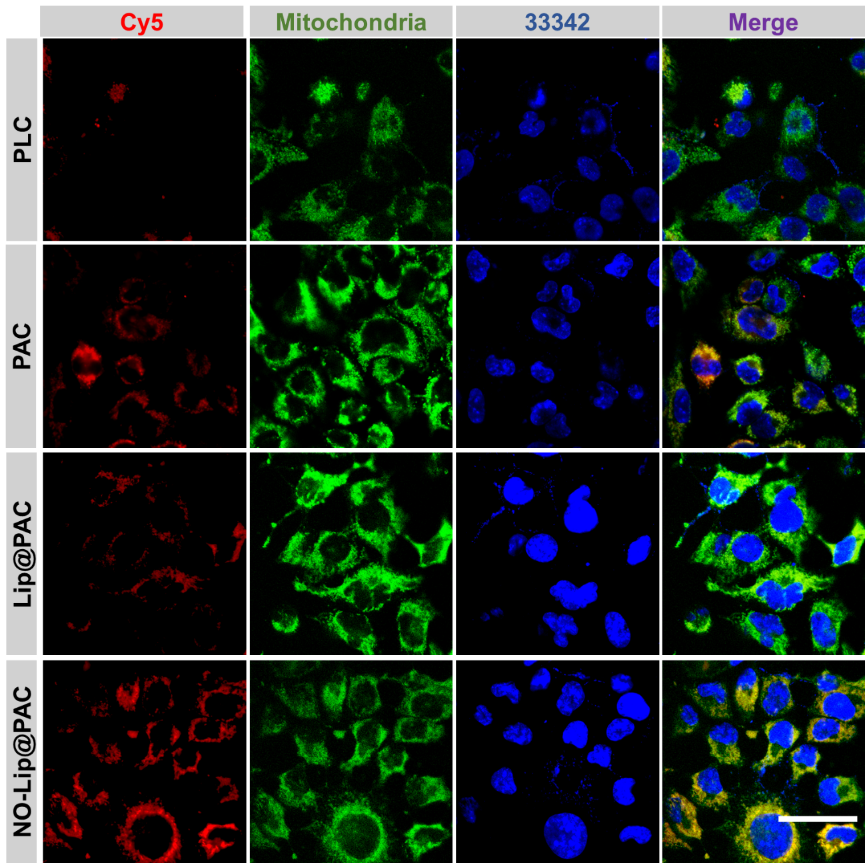 Cy5 Mitochondria 33342 Merge
PLC
PAC
Lip@PAC
NO-Lip@PAC